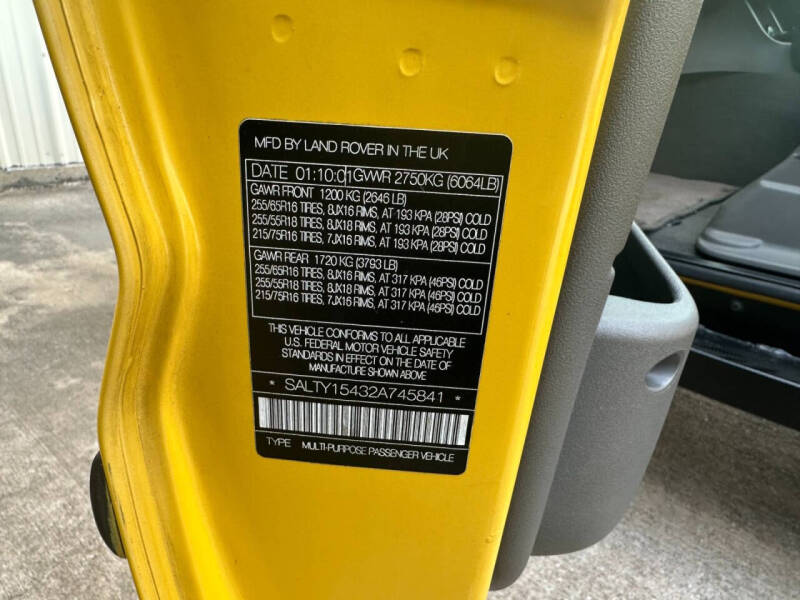 MFD BY LAND ROVER IN THE UK
DATE 01:10:01 GWWR 2750KG (6064LB)
GAWR FRONT 1200 KG (2646 LB)
255/65R16 TIRES, 8JX16 RIMS, AT 193 KPA (28PSI) COLD
255/55R18 TIRES, 8JX18 RIMS, AT 193 KPA (28PSI) COLD
215/75R16 TIRES, 7JX16 RIMS, AT 193 KPA (28PSI) COLD
GAWR REAR 1720 KG (3793 LB)
255/65R16 TIRES, 8JX16 RIMS, AT 317 KPA (46PSI) COLD
255/55R18 TIRES, 8JX18 RIMS, AT 317 KPA (46PSI) COLD
215/75R16 TIRES, 7JX16 RIMS, AT 317 KPA (46PSI) COLD
THIS VEHICLE CONFORMS TO ALL APPLICABLE
U.S. FEDERAL MOTOR VEHICLE SAFETY
STANDARDS IN EFFECT ON THE DATE OF
MANUFACTURE SHOWN ABOVE
* SALTY15432A745841 *
TYPE MULTI-PURPOSE PASSENGER VEHICLE